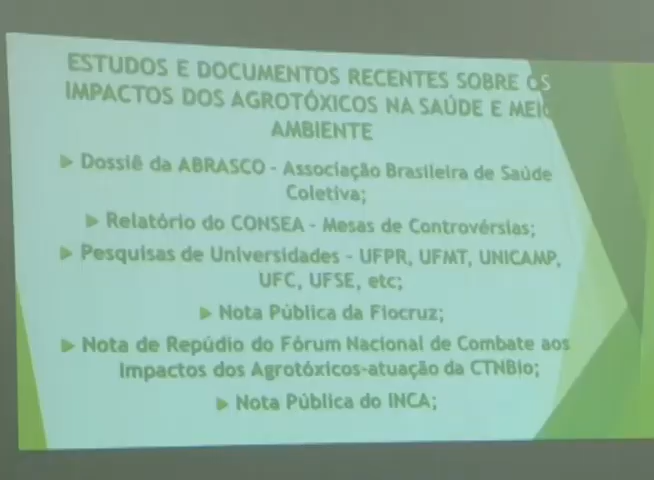 ESTUDOS E DOCUMENTOS RECENTES SOBRE OS
IMPACTOS DOS AGROTÓXICOS NA SAÚDE E MEIO
AMBIENTE
Dossiê da ABRASCO - Associação Brasileira de Saúde
Coletiva;
Relatório do CONSEA - Mesas de Controvérsias;
Pesquisas de Universidades - UFPR, UFMT, UNICAMP,
UFC, UFSE, etc;
Nota Pública da Fiocruz;
Nota de Repúdio do Fórum Nacional de Combate aos
Impactos dos Agrotóxicos-atuação da CTNBio;
Nota Pública do INCA;